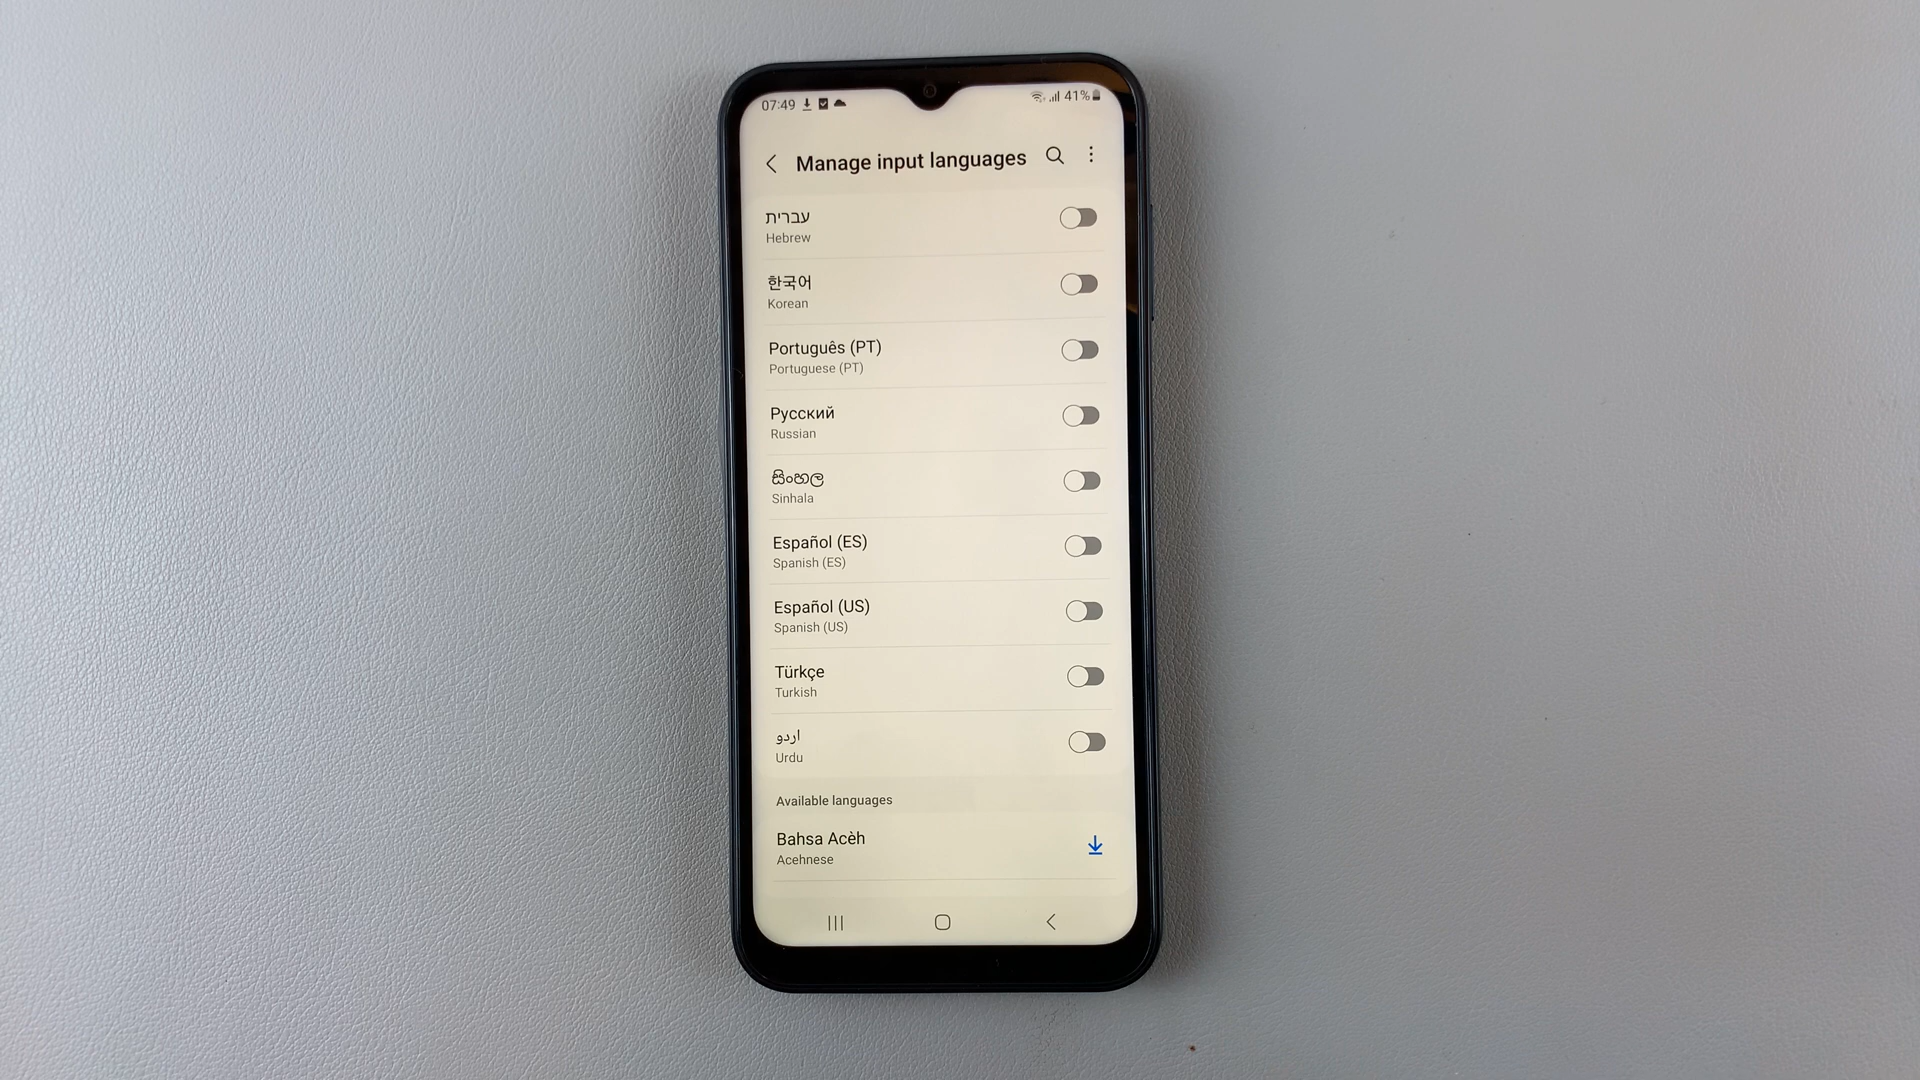 07:49
41%
Manage input languages
עברית
Hebrew
한국어
Korean
Português (PT)
Portuguese (PT)
Русский
Russian
සිංහල
Sinhala
Español (ES)
Spanish (ES)
Español (US)
Spanish (US)
Türkçe
Turkish
اردو
Urdu
Available languages
Bahsa Acèh
Acehnese